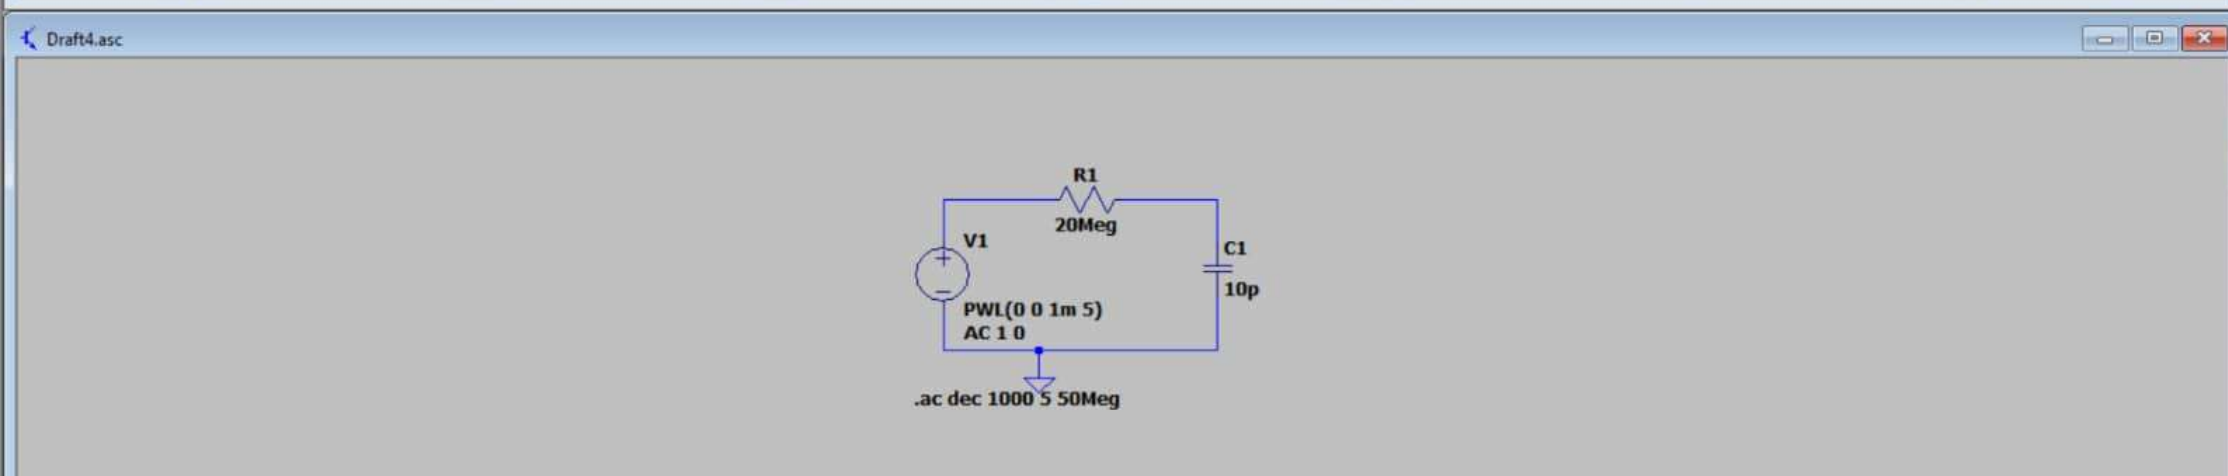 Draft4.asc
R1
20Meg
V1
C1
10p
PWL(0 0 1m 5)
AC 1 0
.ac dec 1000 5 50Meg